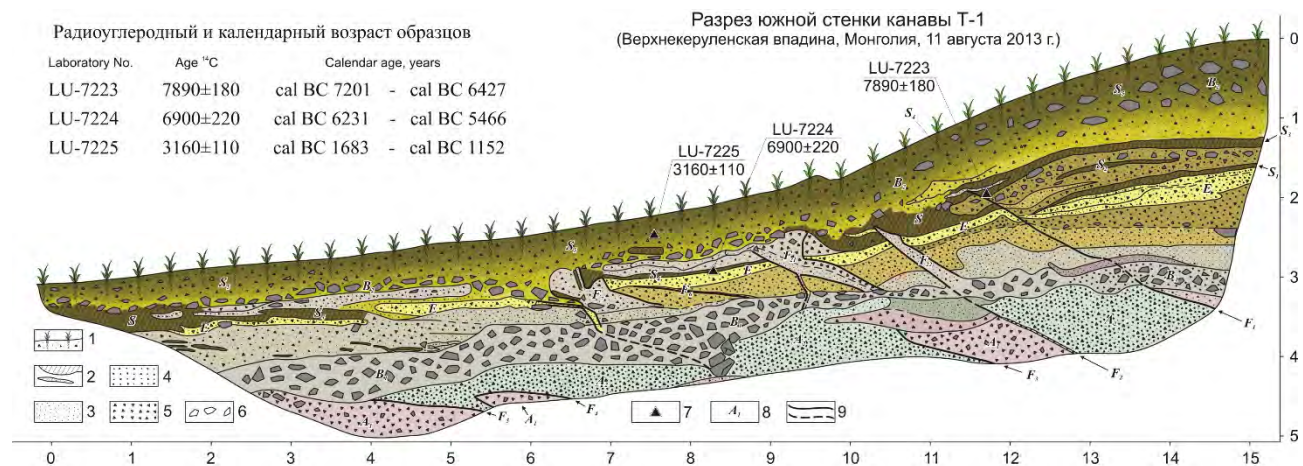 Разрез южной стенки канавы Т-1
(Верхнекеруленская впадина, Монголия, 11 августа 2013 г.)
Радиоуглеродный и календарный возраст образцов
Laboratory No. Age ¹⁴C Calendar age, years
LU-7223 7890±180 cal BC 7201 - cal BC 6427
LU-7224 6900±220 cal BC 6231 - cal BC 5466
LU-7225 3160±110 cal BC 1683 - cal BC 1152
LU-7223
7890±180
LU-7224
6900±220
LU-7225
3160±110
0
1
2
3
4
5
1
2 4
3 5 6
7 8 9
A₁
0 1 2 3 4 5 6 7 8 9 10 11 12 13 14 15